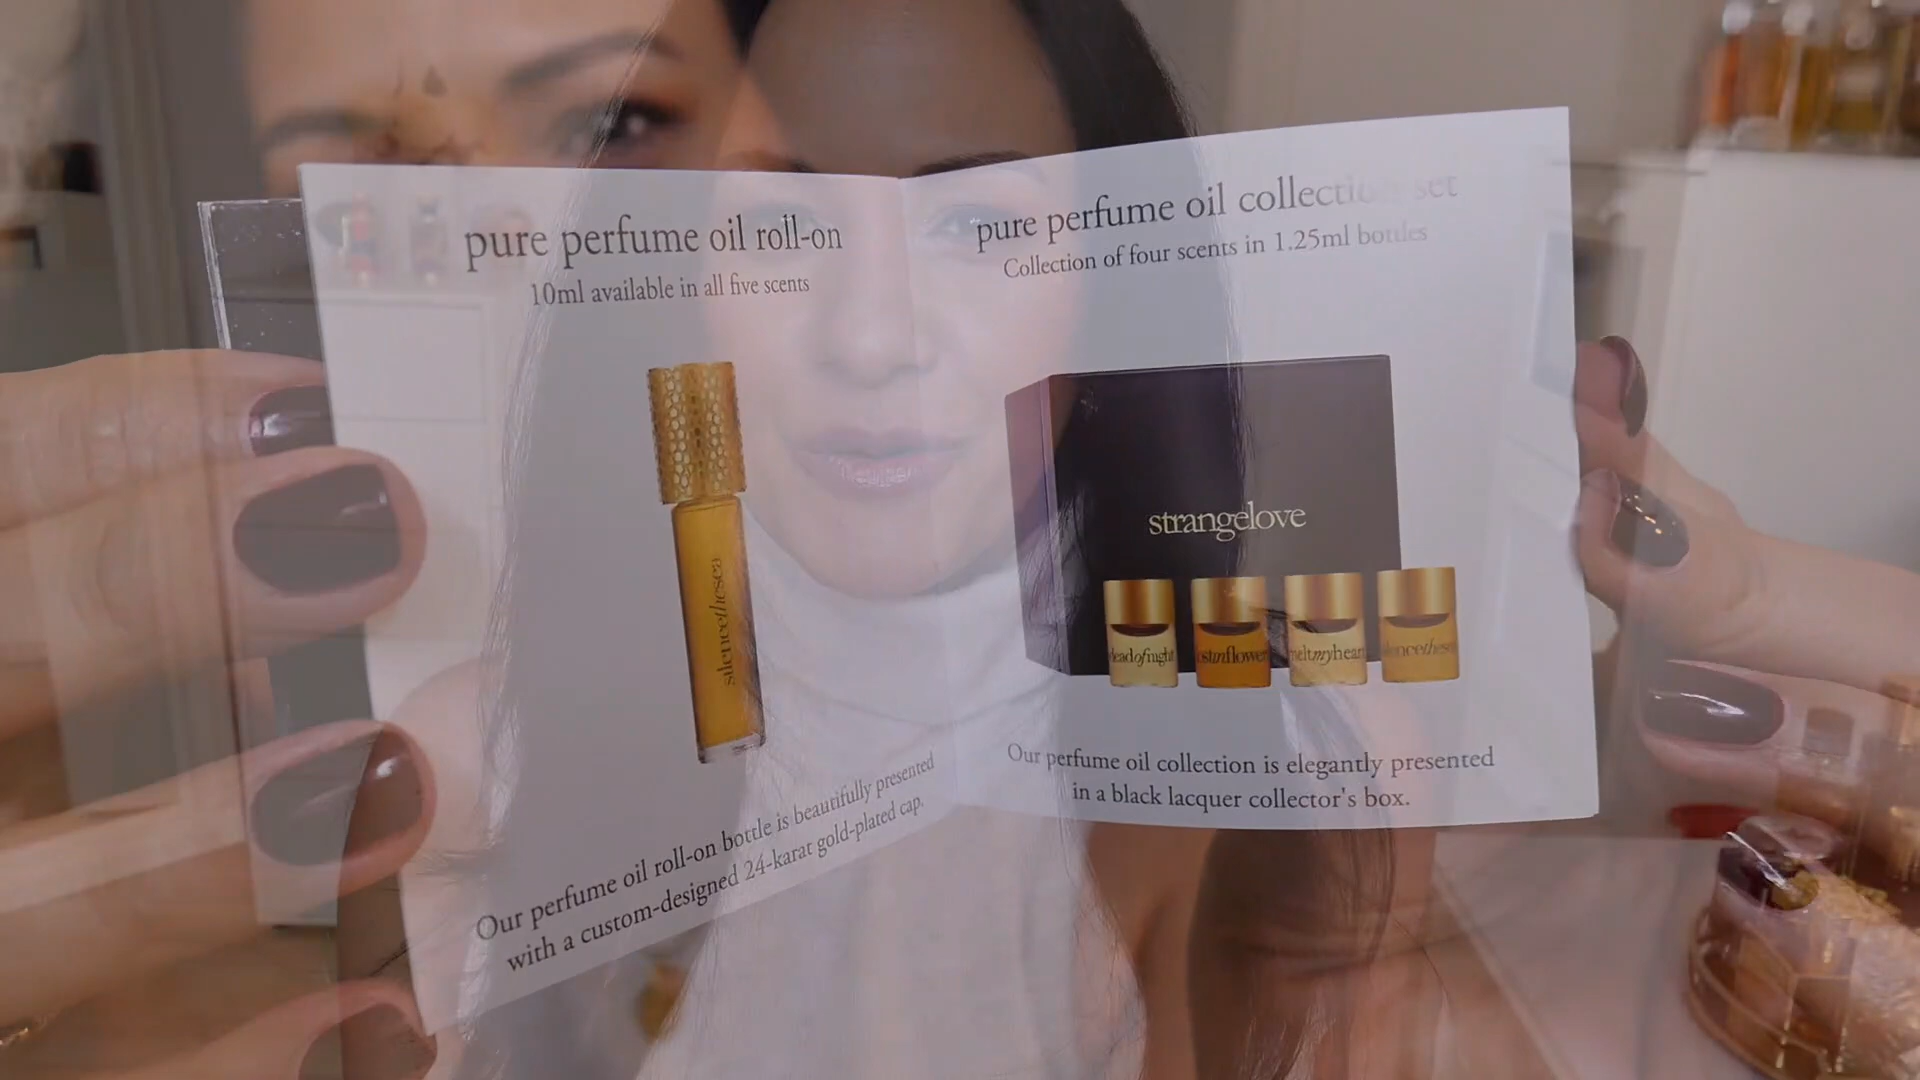 pure perfume oil roll-on
10ml available in all five scents
silencethesea
Our perfume oil roll-on bottle is beautifully presented
with a custom-designed 24-karat gold-plated cap.
pure perfume oil collection set
Collection of four scents in 1.25ml bottles
strangelove
deadofnight
meltmyheart
Our perfume oil collection is elegantly presented
in a black lacquer collector's box.